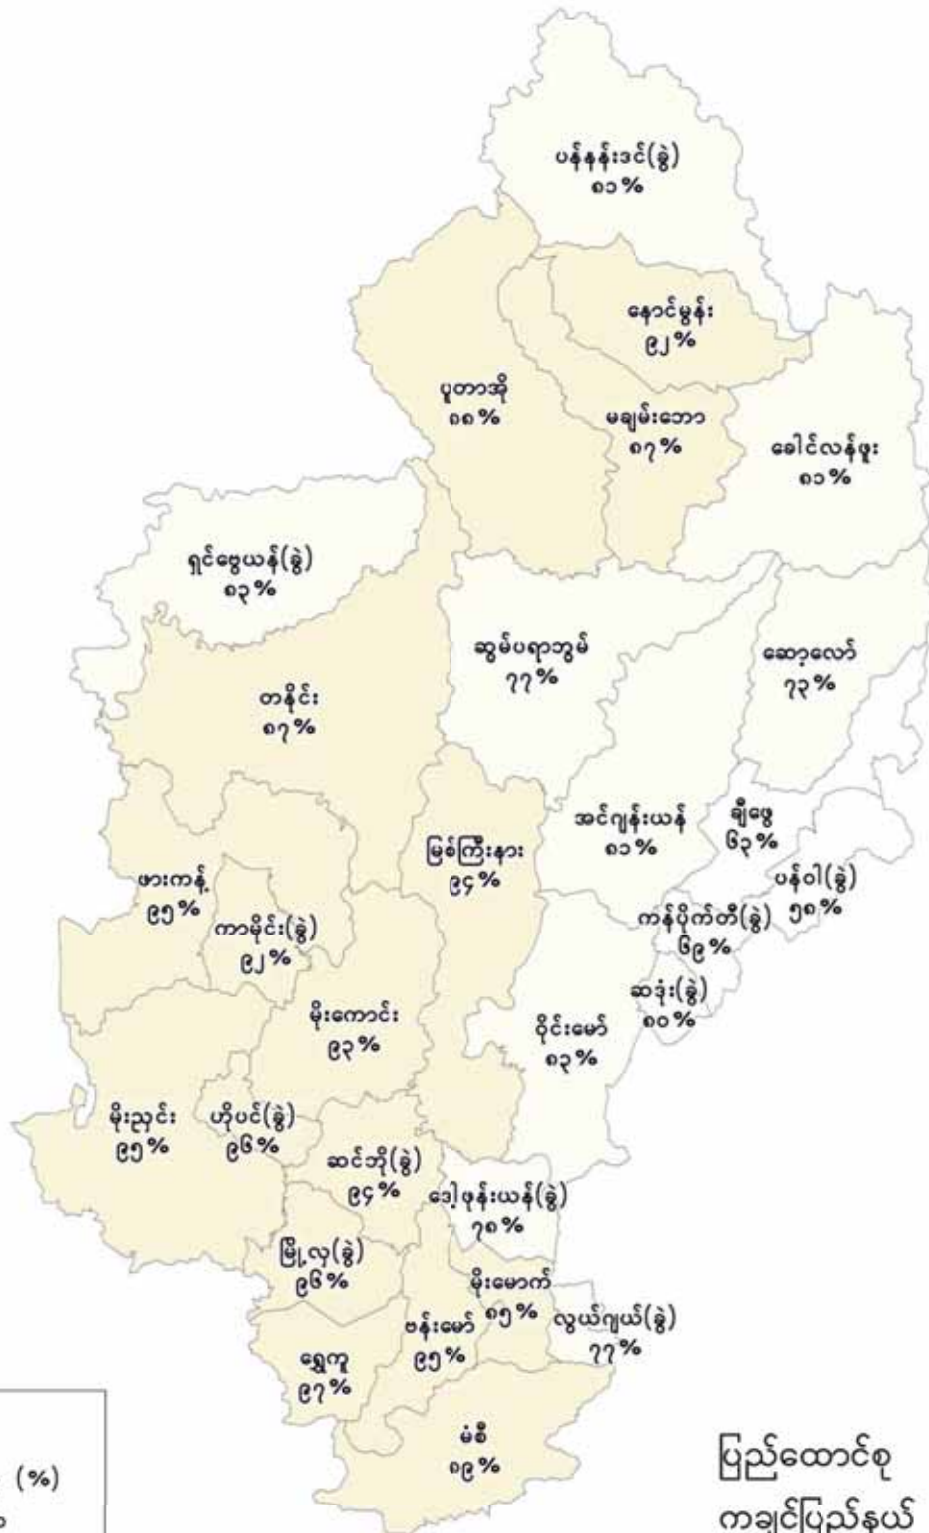 ပန်နန်းဒင်(ခွဲ)
၈၁%
နောင်မွန်း
၉၂%
ပူတာအို
၈၈%
မချမ်းဘော
၈၇%
ခေါင်လန်ဖူး
၈၁%
ရှင်ဗွေယန်(ခွဲ)
၈၃%
ဆွမ်ပရာဘွမ်
၇၇%
ဆော့လော်
၇၃%
တနိုင်း
၈၇%
အင်ဂျန်းယန်
၈၁%
ချီဖွေ
၆၃%
မြစ်ကြီးနား
၉၄%
ပန်ဝါ(ခွဲ)
၅၈%
ဖားကန့်
၉၅%
ကာမိုင်း(ခွဲ)
၉၂%
ကန်ပိုက်တီ(ခွဲ)
၆၉%
ဆဒုံး(ခွဲ)
၈၀%
မိုးကောင်း
၉၃%
ဝိုင်းမော်
၈၃%
မိုးညှင်း
၉၅%
ဟိုပင်(ခွဲ)
၉၆%
ဆင်ဘို(ခွဲ)
၉၄%
ဒေါ့ဖုန်းယန်(ခွဲ)
၇၈%
မြို့လှ(ခွဲ)
၉၆%
မိုးမောက်
၈၅%
လွယ်ဂျယ်(ခွဲ)
၇၇%
ဗန်းမော်
၉၅%
ရွှေကူ
၉၇%
မံစီ
၈၉%
(%)
ပြည်ထောင်စု
ကချင်ပြည်နယ်